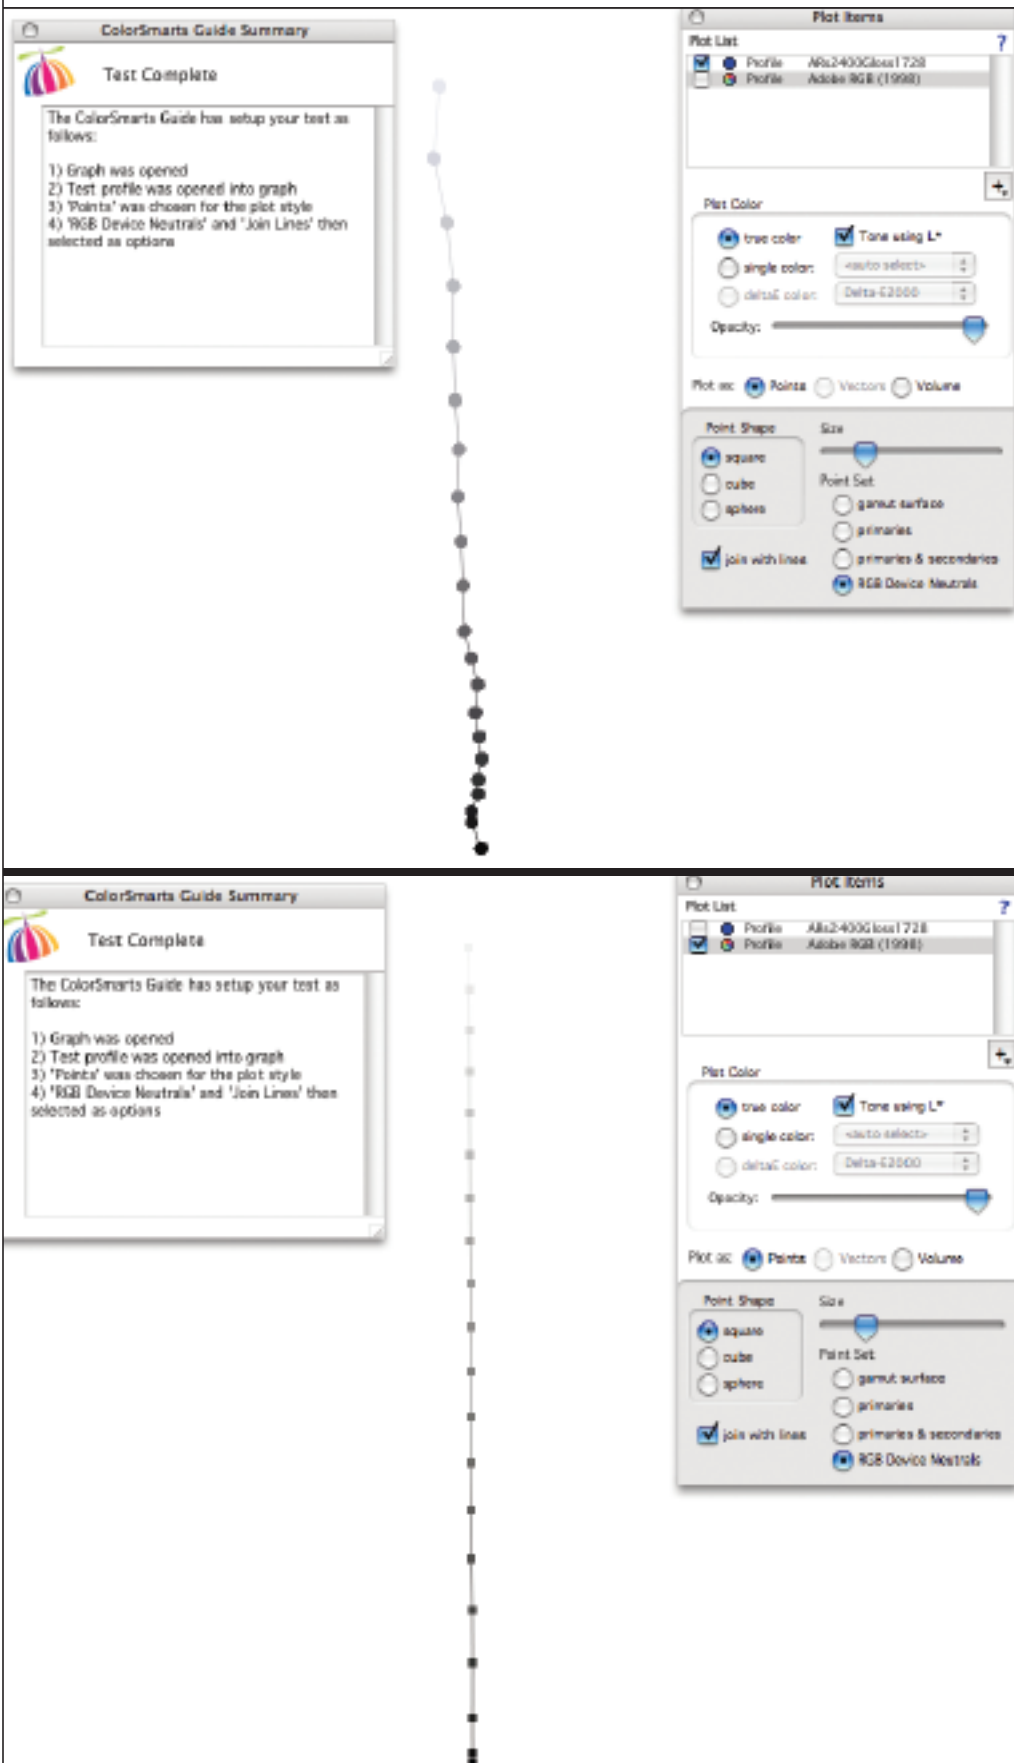 ColorSmarts Guide Summary
Test Complete
The ColorSmarts Guide has setup your test as
follows:
1) Graph was opened
2) Test profile was opened into graph
3) 'Points' was chosen for the plot style
4) 'RGB Device Neutrals' and 'Join Lines' then
selected as options
Plot Items
Plot List
?
Profile ARs2400Gloss1728
Profile Adobe RGB (1998)
+
Plot Color
true color
Tone using L*
single color:
<auto select>
deltaE color:
Delta-E2000
Opacity:
Plot as: Points Vectors Volume
Point Shape
Size
square
cube
sphere
Point Set
gamut surface
primaries
join with lines
primaries & secondaries
RGB Device Neutrals
ColorSmarts Guide Summary
Test Complete
The ColorSmarts Guide has setup your test as
follows:
1) Graph was opened
2) Test profile was opened into graph
3) 'Points' was chosen for the plot style
4) 'RGB Device Neutrals' and 'Join Lines' then
selected as options
Plot Items
Plot List
?
Profile ARs2400Gloss1728
Profile Adobe RGB (1998)
+
Plot Color
true color
Tone using L*
single color:
<auto select>
deltaE color:
Delta-E2000
Opacity:
Plot as: Points Vectors Volume
Point Shape
Size
square
cube
sphere
Point Set
gamut surface
primaries
join with lines
primaries & secondaries
RGB Device Neutrals